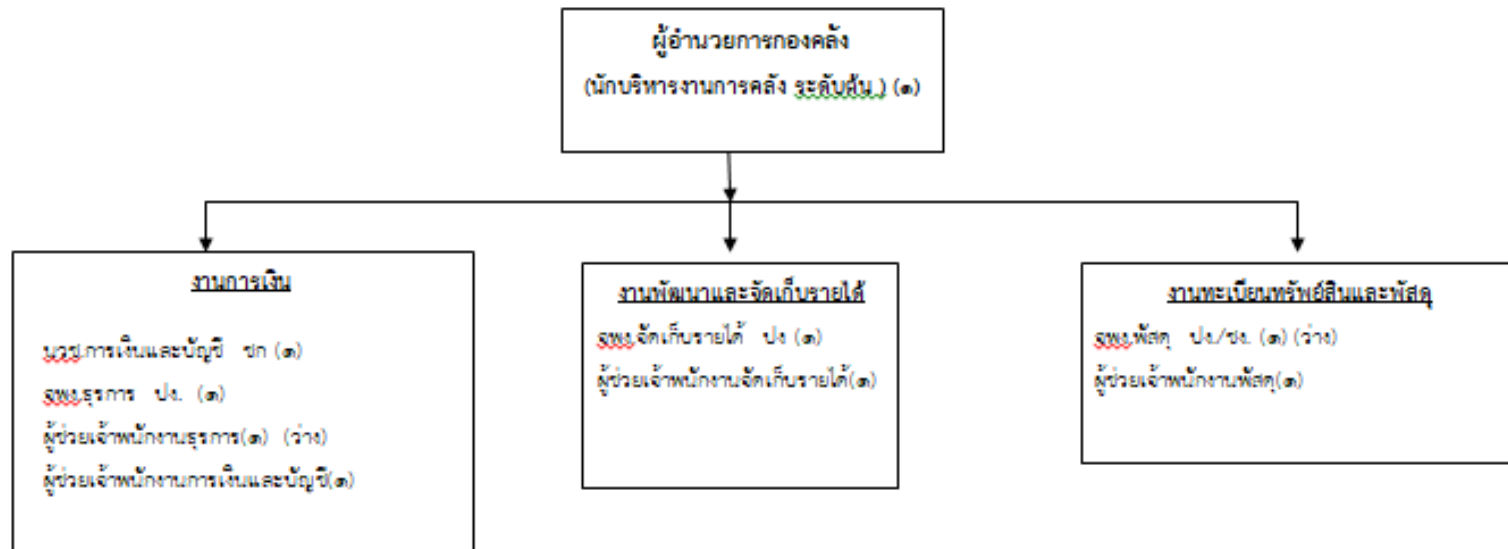 ผู้อำนวยการกองคลัง
(นักบริหารงานการคลัง ระดับต้น ) (๑)
งานการเงิน
นวช.การเงินและบัญชี ชก (๑)
จพง.ธุรการ ปง. (๑)
ผู้ช่วยเจ้าพนักงานธุรการ(๑) (ว่าง)
ผู้ช่วยเจ้าพนักงานการเงินและบัญชี(๑)
งานพัฒนาและจัดเก็บรายได้
จพง.จัดเก็บรายได้ ปง (๑)
ผู้ช่วยเจ้าพนักงานจัดเก็บรายได้(๑)
งานทะเบียนทรัพย์สินและพัสดุ
จพง.พัสดุ ปง./ชง. (๑) (ว่าง)
ผู้ช่วยเจ้าพนักงานพัสดุ(๑)